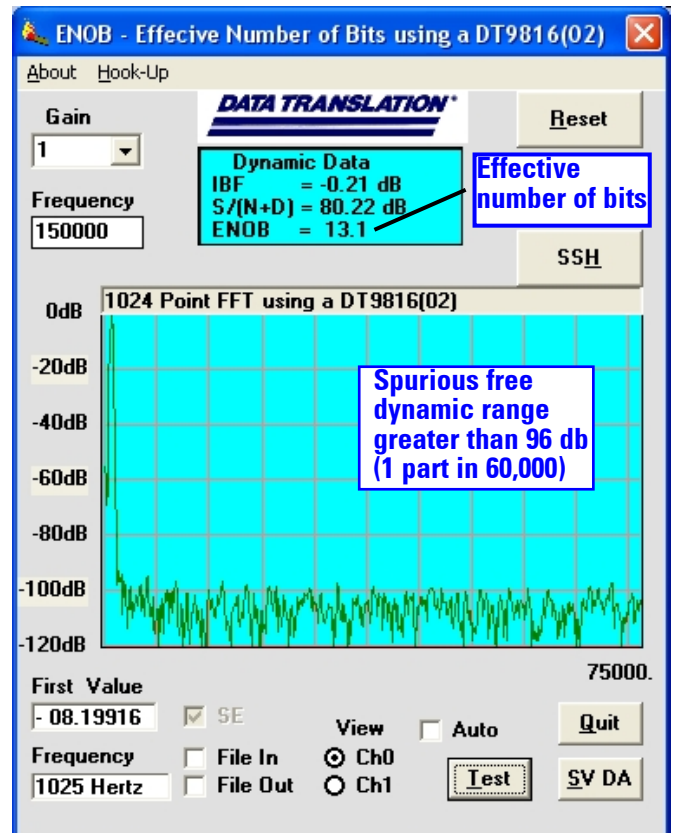 ENOB - Effecive Number of Bits using a DT9816(02)
About Hook-Up
Gain
1
DATA TRANSLATION
Reset
Dynamic Data
IBF = -0.21 dB
S/(N+D) = 80.22 dB
ENOB = 13.1
Effective
number of bits
Frequency
150000
SSH
1024 Point FFT using a DT9816(02)
0dB
-20dB
-40dB
-60dB
-80dB
-100dB
-120dB
Spurious free
dynamic range
greater than 96 db
(1 part in 60,000)
75000.
First Value
- 08.19916
SE
View
Auto
Quit
Frequency
1025 Hertz
File In
File Out
Ch0
Ch1
Test
SV DA